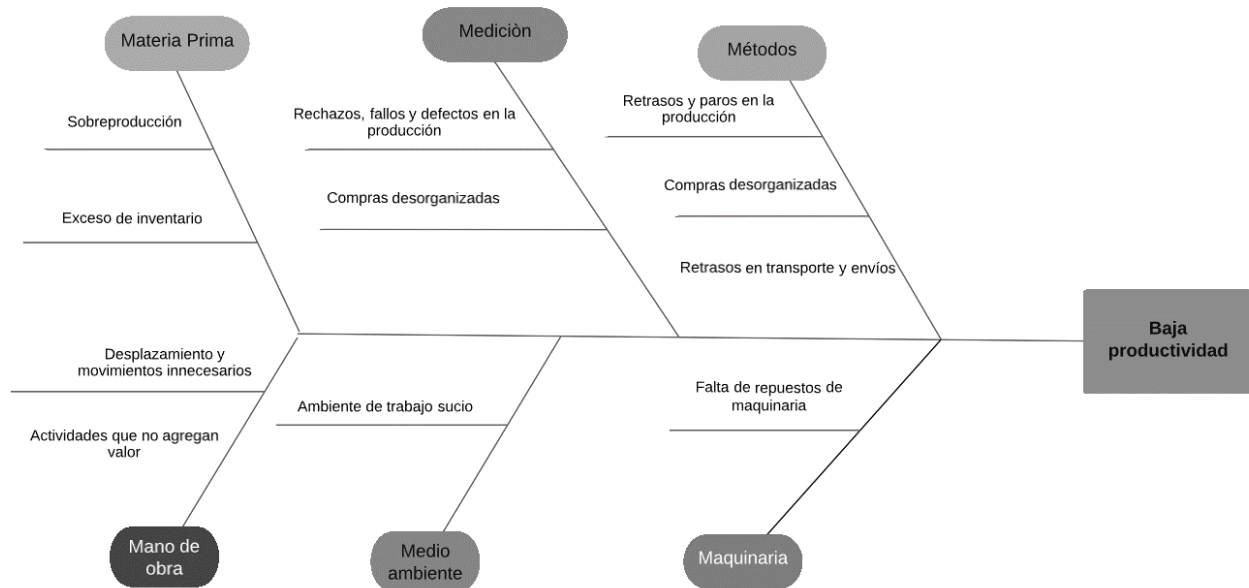 Materia Prima
Mediciòn
Métodos
Sobreproducción
Exceso de inventario
Rechazos, fallos y defectos en la
producción
Compras desorganizadas
Retrasos y paros en la
producción
Compras desorganizadas
Retrasos en transporte y envíos
Baja
productividad
Desplazamiento y
movimientos innecesarios
Actividades que no agregan
valor
Ambiente de trabajo sucio
Falta de repuestos de
maquinaria
Mano de
obra
Medio
ambiente
Maquinaria